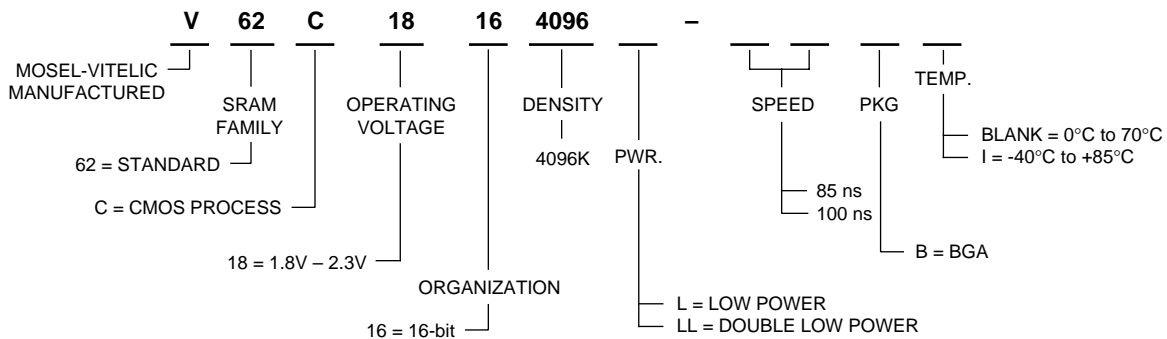 V 62 C 18 16 4096 –
MOSEL-VITELIC
MANUFACTURED
SRAM
FAMILY
62 = STANDARD
C = CMOS PROCESS
OPERATING
VOLTAGE
18 = 1.8V – 2.3V
ORGANIZATION
16 = 16-bit
DENSITY
4096K
PWR.
L = LOW POWER
LL = DOUBLE LOW POWER
SPEED
85 ns
100 ns
PKG
B = BGA
TEMP.
BLANK = 0°C to 70°C
I = -40°C to +85°C